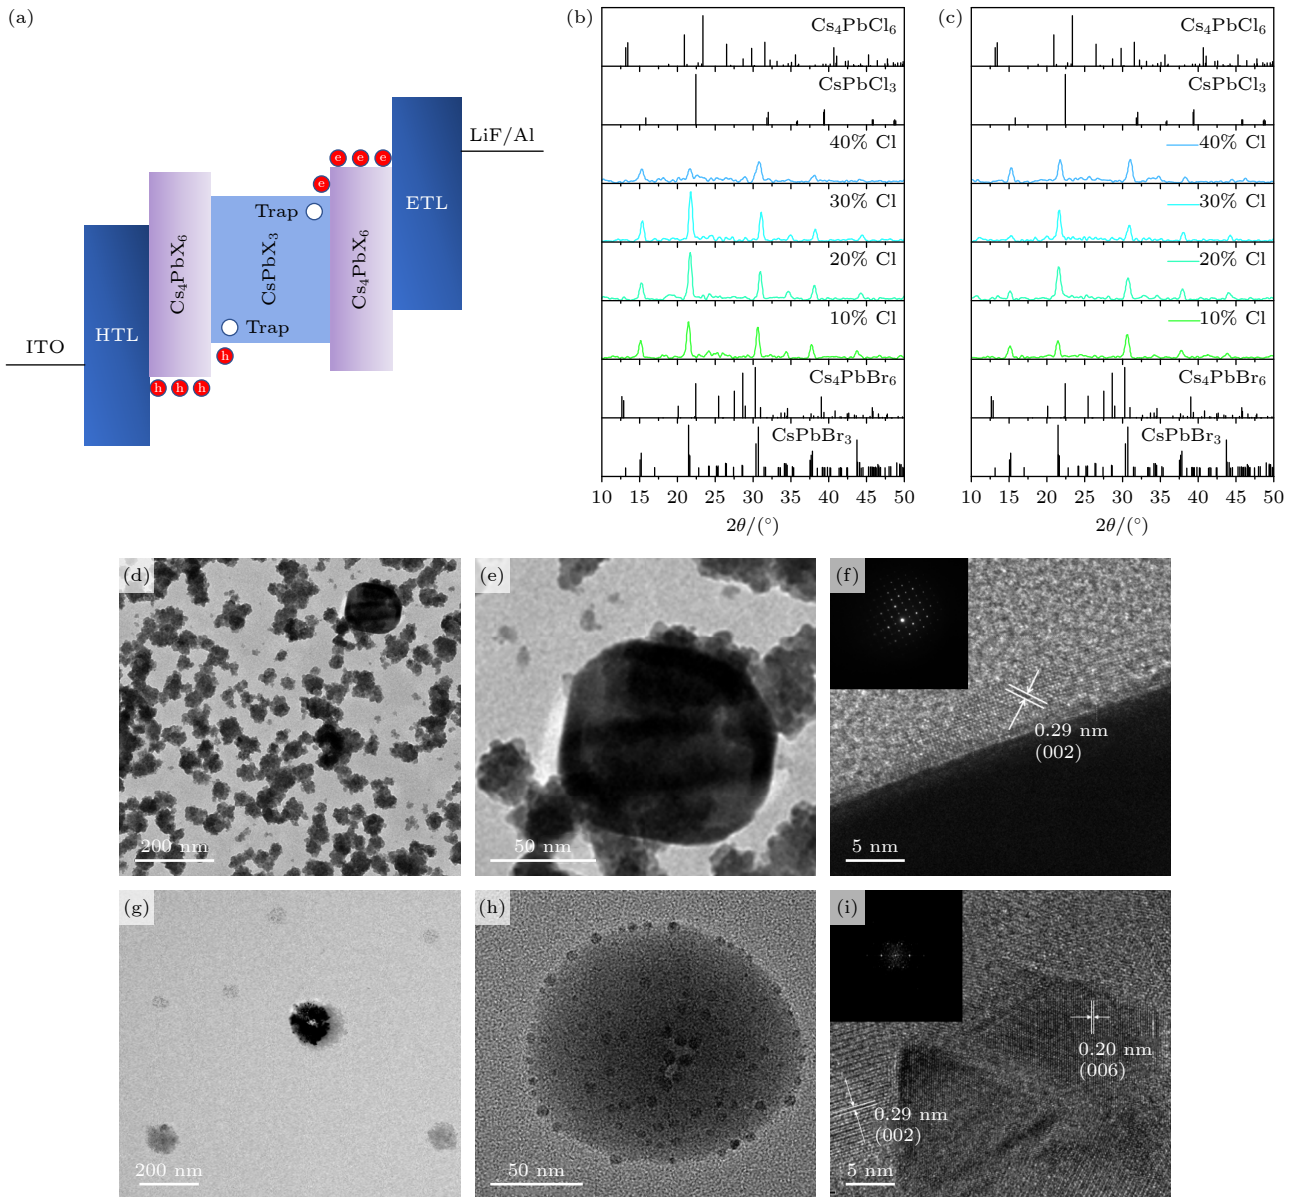 (a)
LiF/Al
e e e
e
Trap
ETL
Cs₄PbX₆
CsPbX₃
Cs₄PbX₆
HTL
Trap
ITO
h
h h h
(b)
Cs₄PbCl₆
CsPbCl₃
40% Cl
30% Cl
20% Cl
10% Cl
Cs₄PbBr₆
CsPbBr₃
10 15 20 25 30 35 40 45 50
2θ/(°)
(c)
Cs₄PbCl₆
CsPbCl₃
40% Cl
30% Cl
20% Cl
10% Cl
Cs₄PbBr₆
CsPbBr₃
10 15 20 25 30 35 40 45 50
2θ/(°)
(d)
200 nm
(e)
50 nm
(f)
0.29 nm
(002)
5 nm
(g)
200 nm
(h)
50 nm
(i)
0.20 nm
(006)
0.29 nm
(002)
5 nm